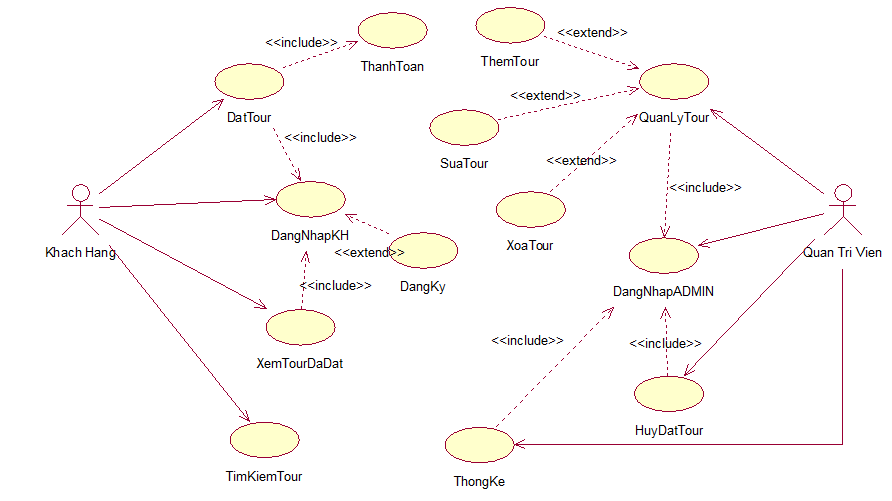 <<include>>
ThanhToan
ThemTour
<<extend>>
DatTour
<<extend>>
QuanLyTour
<<include>>
SuaTour
<<extend>>
<<include>>
DangNhapKH
XoaTour
Khach Hang
<<extend>>
Quan Tri Vien
DangKy
<<include>>
DangNhapADMIN
<<include>>
<<include>>
XemTourDaDat
HuyDatTour
TimKiemTour
ThongKe